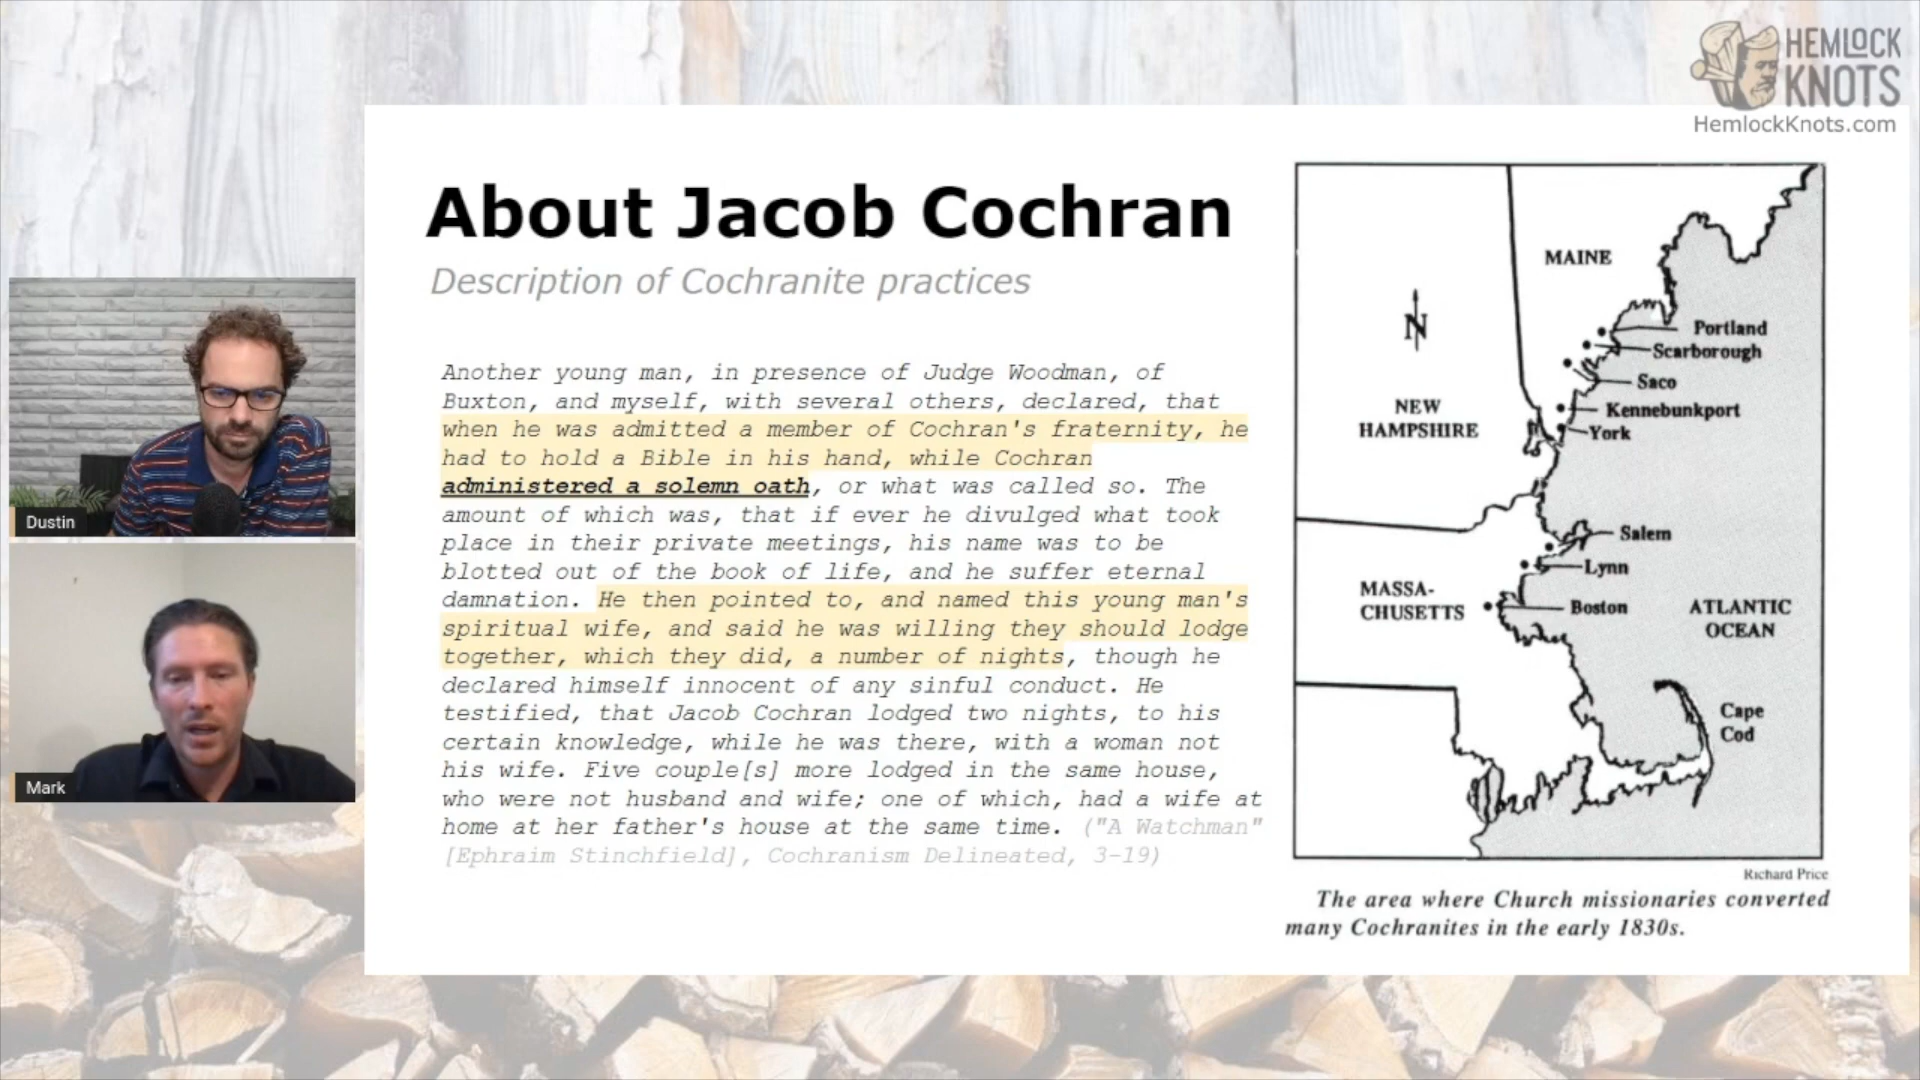 HEMLOCK
KNOTS
HemlockKnots.com
About Jacob Cochran
Description of Cochranite practices
Another young man, in presence of Judge Woodman, of
Buxton, and myself, with several others, declared, that
when he was admitted a member of Cochran's fraternity, he
had to hold a Bible in his hand, while Cochran
administered a solemn oath, or what was called so. The
amount of which was, that if ever he divulged what took
place in their private meetings, his name was to be
blotted out of the book of life, and he suffer eternal
damnation. He then pointed to, and named this young man's
spiritual wife, and said he was willing they should lodge
together, which they did, a number of nights, though he
declared himself innocent of any sinful conduct. He
testified, that Jacob Cochran lodged two nights, to his
certain knowledge, while he was there, with a woman not
his wife. Five couple[s] more lodged in the same house,
who were not husband and wife; one of which, had a wife at
home at her father's house at the same time. ("A Watchman"
[Ephraim Stinchfield], Cochranism Delineated, 3-19)
MAINE
N
Portland
Scarborough
Saco
Kennebunkport
York
NEW
HAMPSHIRE
Salem
Lynn
Boston
MASSA-
CHUSETTS
ATLANTIC
OCEAN
Cape
Cod
Richard Price
The area where Church missionaries converted
many Cochranites in the early 1830s.
Dustin
Mark